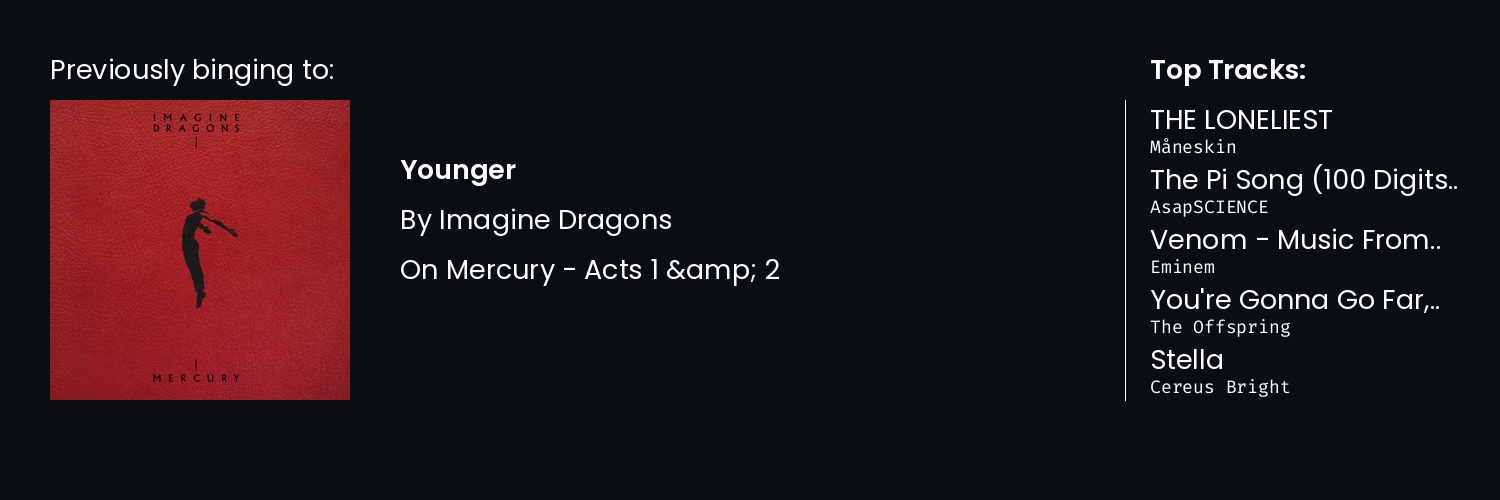 Previously binging to:
IMAGINE
DRAGONS
MERCURY
Younger
By Imagine Dragons
On Mercury - Acts 1 &amp; 2
Top Tracks:
THE LONELIEST
Måneskin
The Pi Song (100 Digits..
AsapSCIENCE
Venom - Music From..
Eminem
You're Gonna Go Far,..
The Offspring
Stella
Cereus Bright